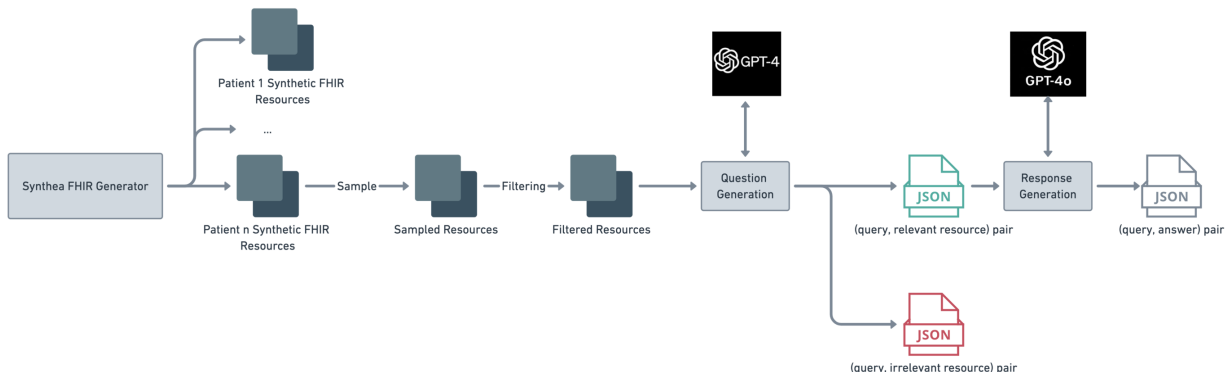 GPT-4
GPT-4o
Patient 1 Synthetic FHIR
Resources
...
Synthea FHIR Generator
Sample
Filtering
Question
Generation
JSON
Response
Generation
JSON
Patient n Synthetic FHIR
Resources
Sampled Resources
Filtered Resources
(query, relevant resource) pair
(query, answer) pair
JSON
(query, irrelevant resource) pair